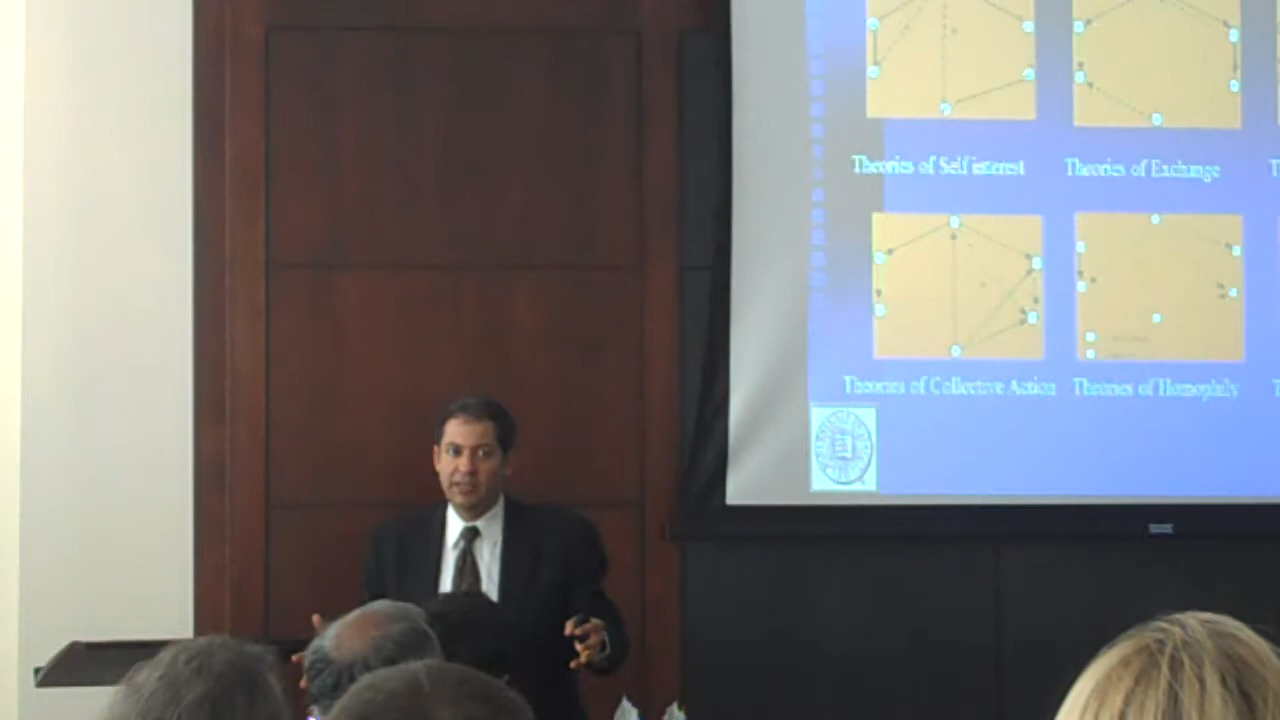 Theories of Self interest
Theories of Exchange
T
Theories of Collective Action
Theories of Homophily
T